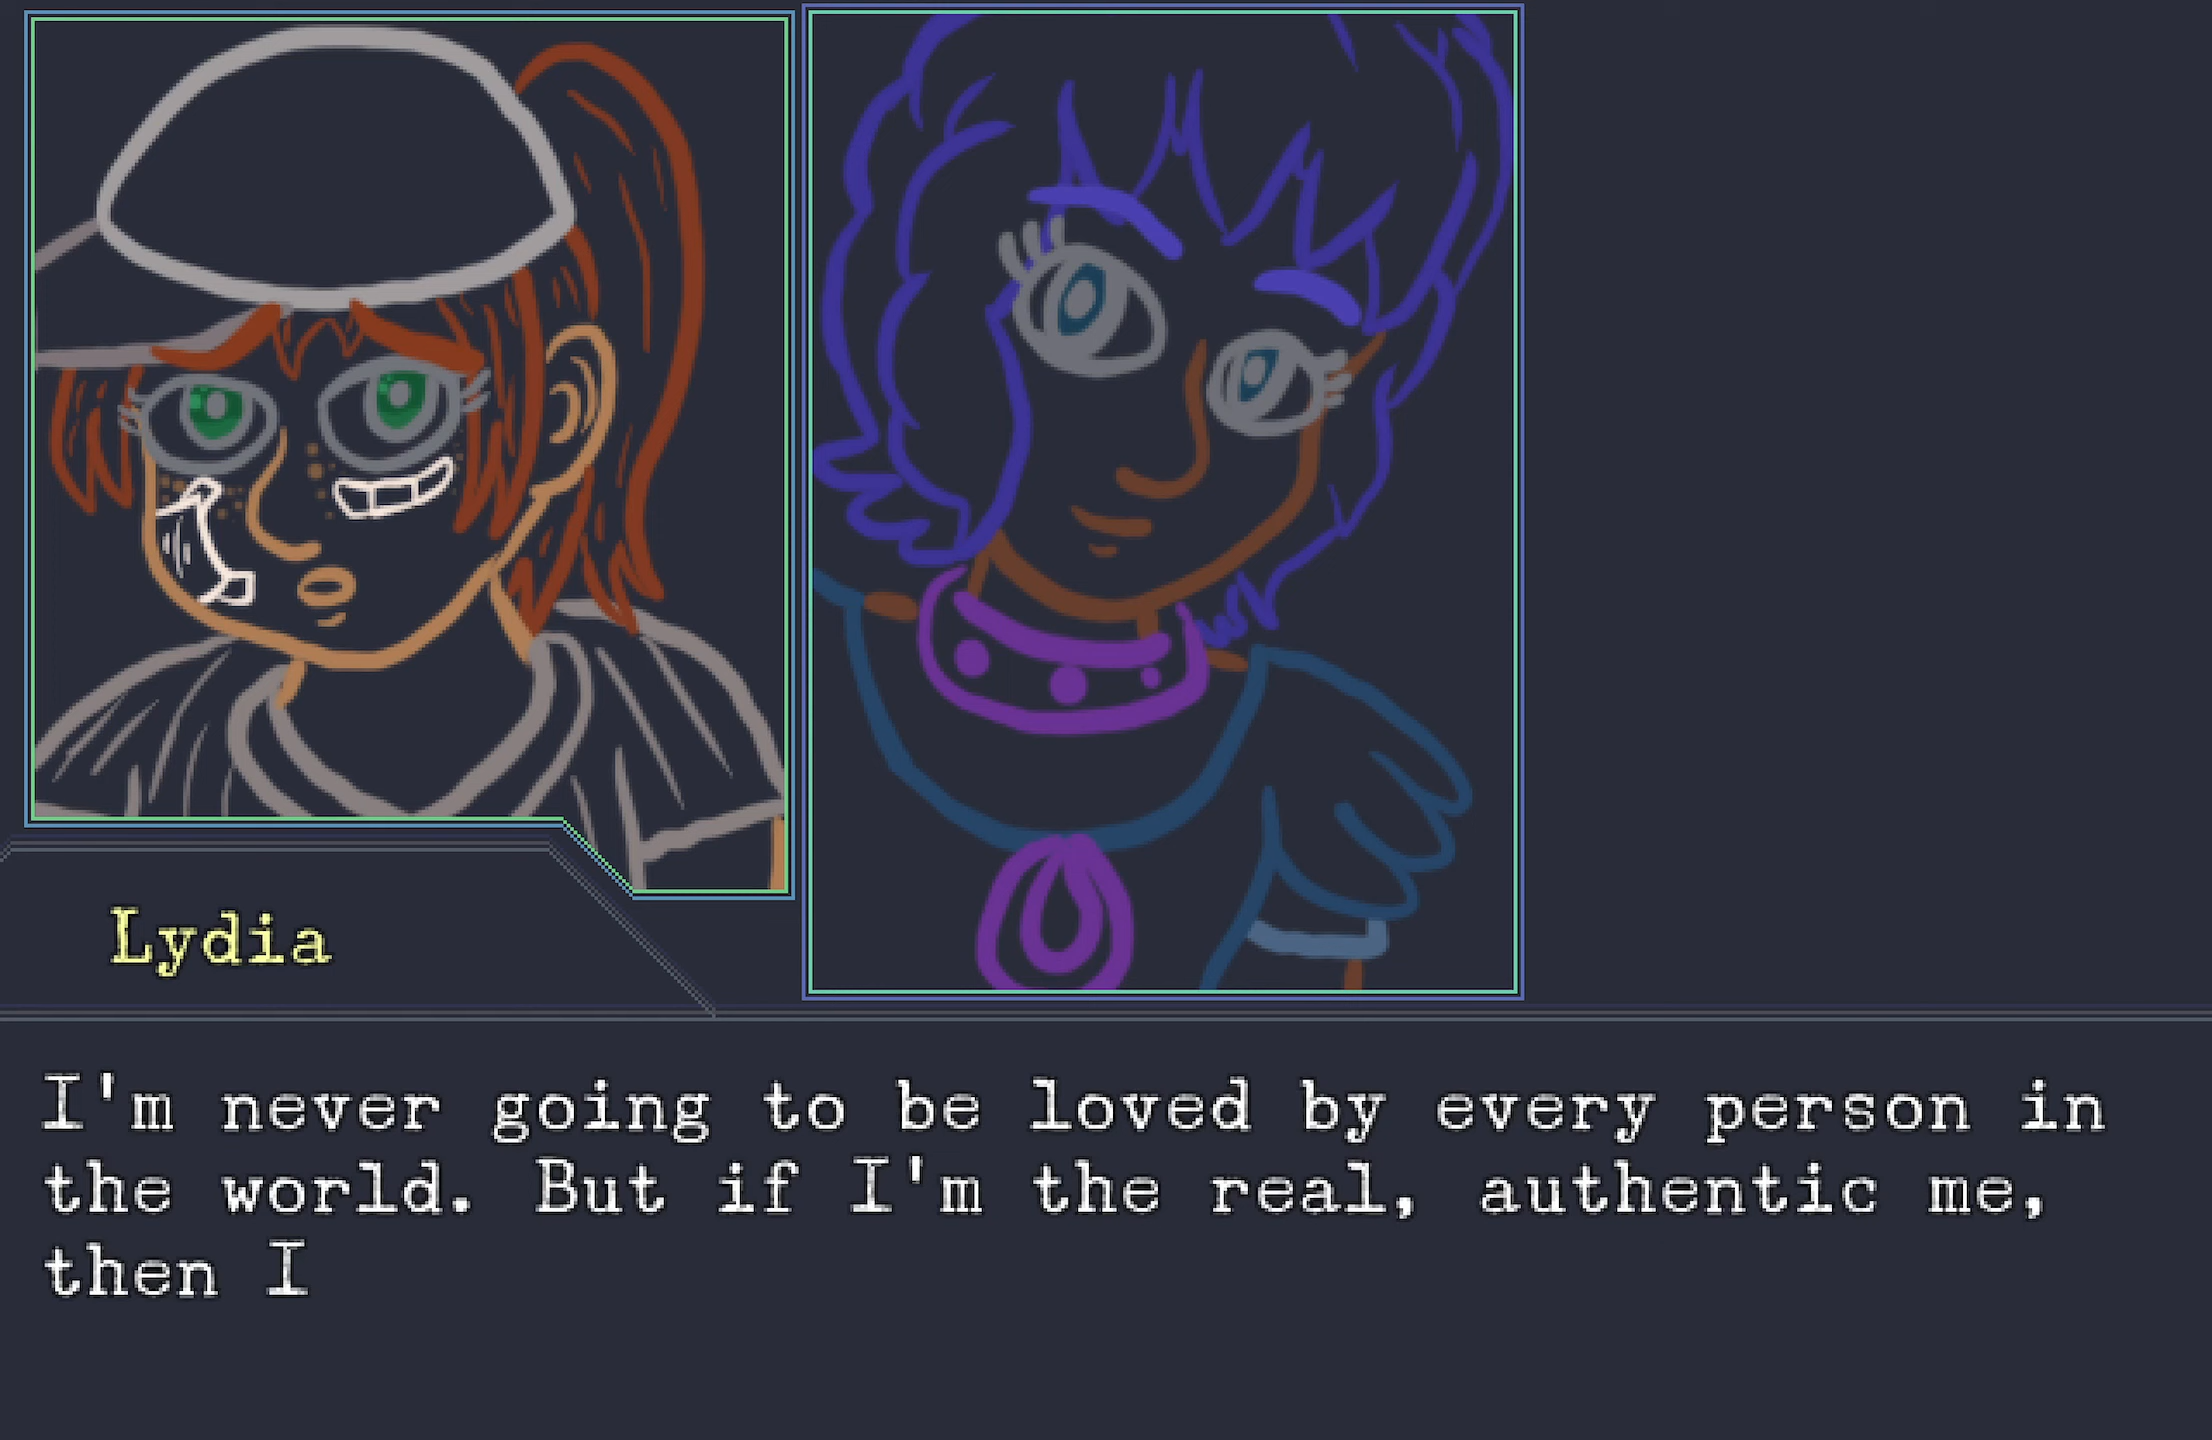 Lydia
I'm never going to be loved by every person in
the world. But if I'm the real, authentic me,
then I